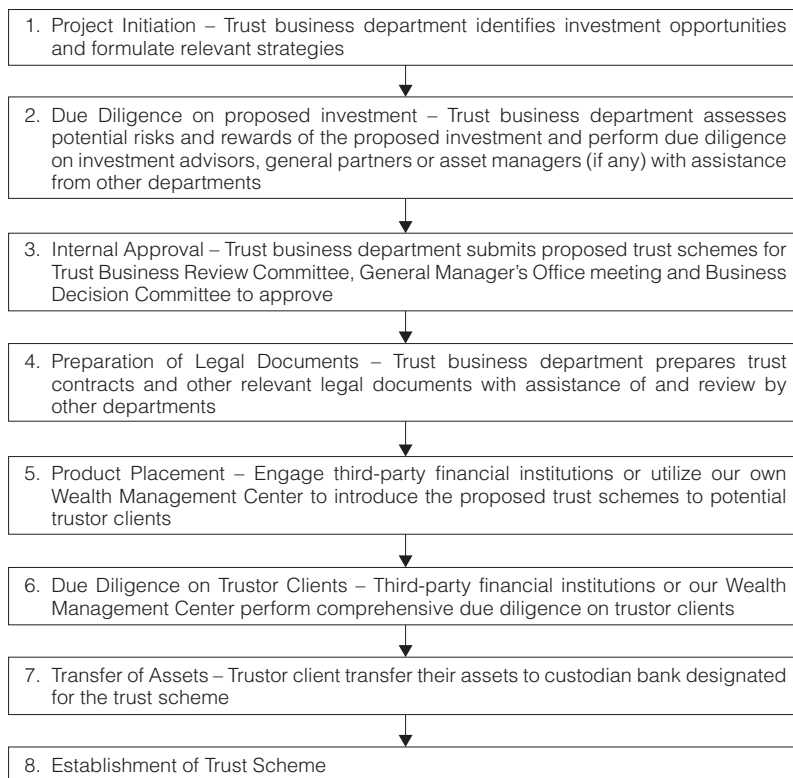 1. Project Initiation – Trust business department identifies investment opportunities
and formulate relevant strategies
2. Due Diligence on proposed investment – Trust business department assesses
potential risks and rewards of the proposed investment and perform due diligence
on investment advisors, general partners or asset managers (if any) with assistance
from other departments
3. Internal Approval – Trust business department submits proposed trust schemes for
Trust Business Review Committee, General Manager's Office meeting and Business
Decision Committee to approve
4. Preparation of Legal Documents – Trust business department prepares trust
contracts and other relevant legal documents with assistance of and review by
other departments
5. Product Placement – Engage third-party financial institutions or utilize our own
Wealth Management Center to introduce the proposed trust schemes to potential
trustor clients
6. Due Diligence on Trustor Clients – Third-party financial institutions or our Wealth
Management Center perform comprehensive due diligence on trustor clients
7. Transfer of Assets – Trustor client transfer their assets to custodian bank designated
for the trust scheme
8. Establishment of Trust Scheme